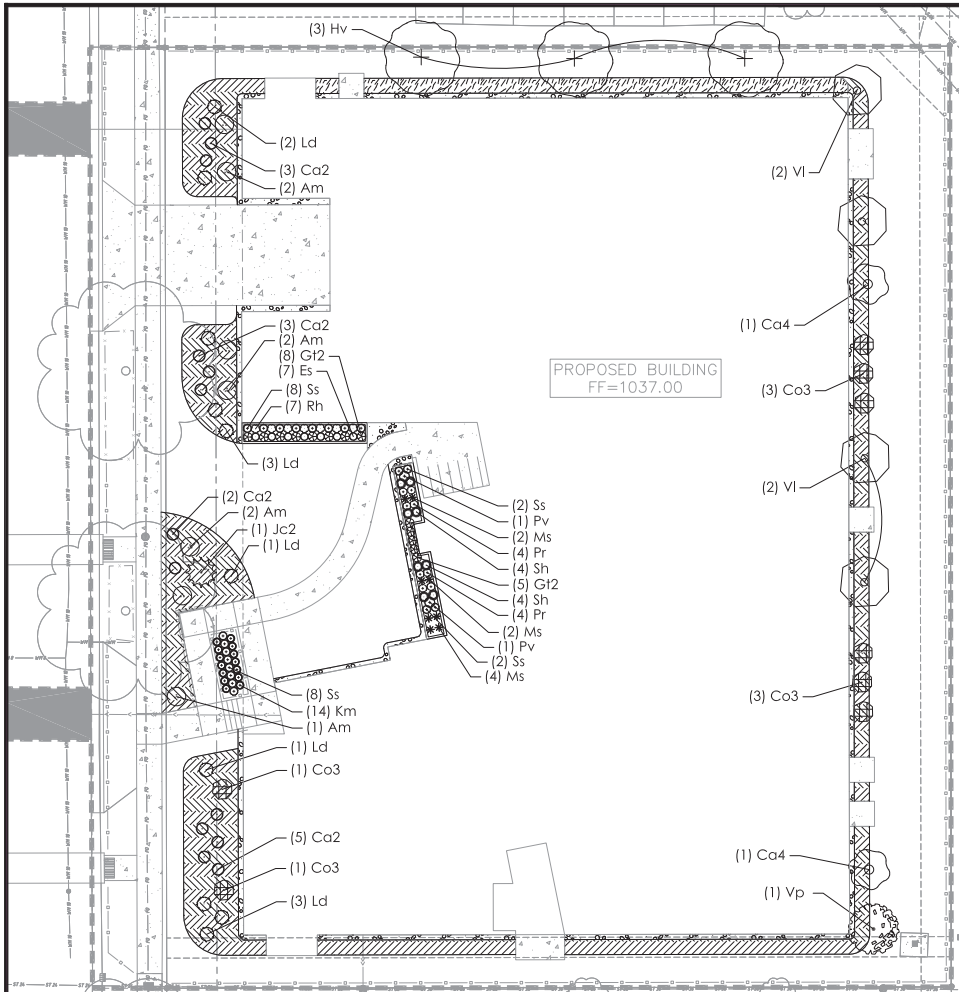 (3) Hv
(2) Ld
(3) Ca2
(2) Am
(2) Vl
(1) Ca4
(3) Ca2
(2) Am
(8) Gt2
(7) Es
(8) Ss
(7) Rh
(3) Ld
PROPOSED BUILDING
FF=1037.00
(3) Co3
(2) Vl
(2) Ca2
(2) Am
(1) Jc2
(1) Ld
(2) Ss
(1) Pv
(2) Ms
(4) Pr
(4) Sh
(5) Gt2
(4) Sh
(4) Pr
(2) Ms
(1) Pv
(2) Ss
(4) Ms
(8) Ss
(14) Km
(1) Am
(3) Co3
(1) Ld
(1) Co3
(5) Ca2
(1) Co3
(3) Ld
(1) Ca4
(1) Vp